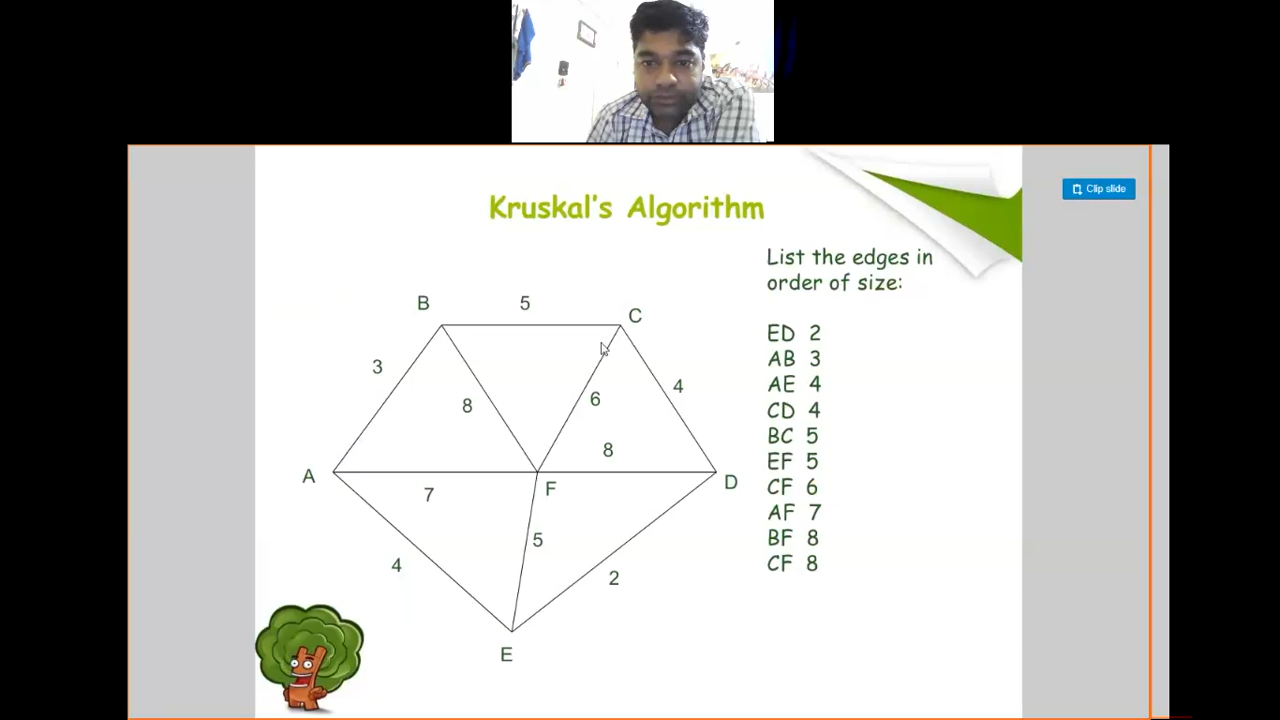 Clip slide
Kruskal's Algorithm
List the edges in
order of size:
B
5
C
3
8
6
4
8
A
7
F
D
5
4
2
E
ED 2
AB 3
AE 4
CD 4
BC 5
EF 5
CF 6
AF 7
BF 8
CF 8